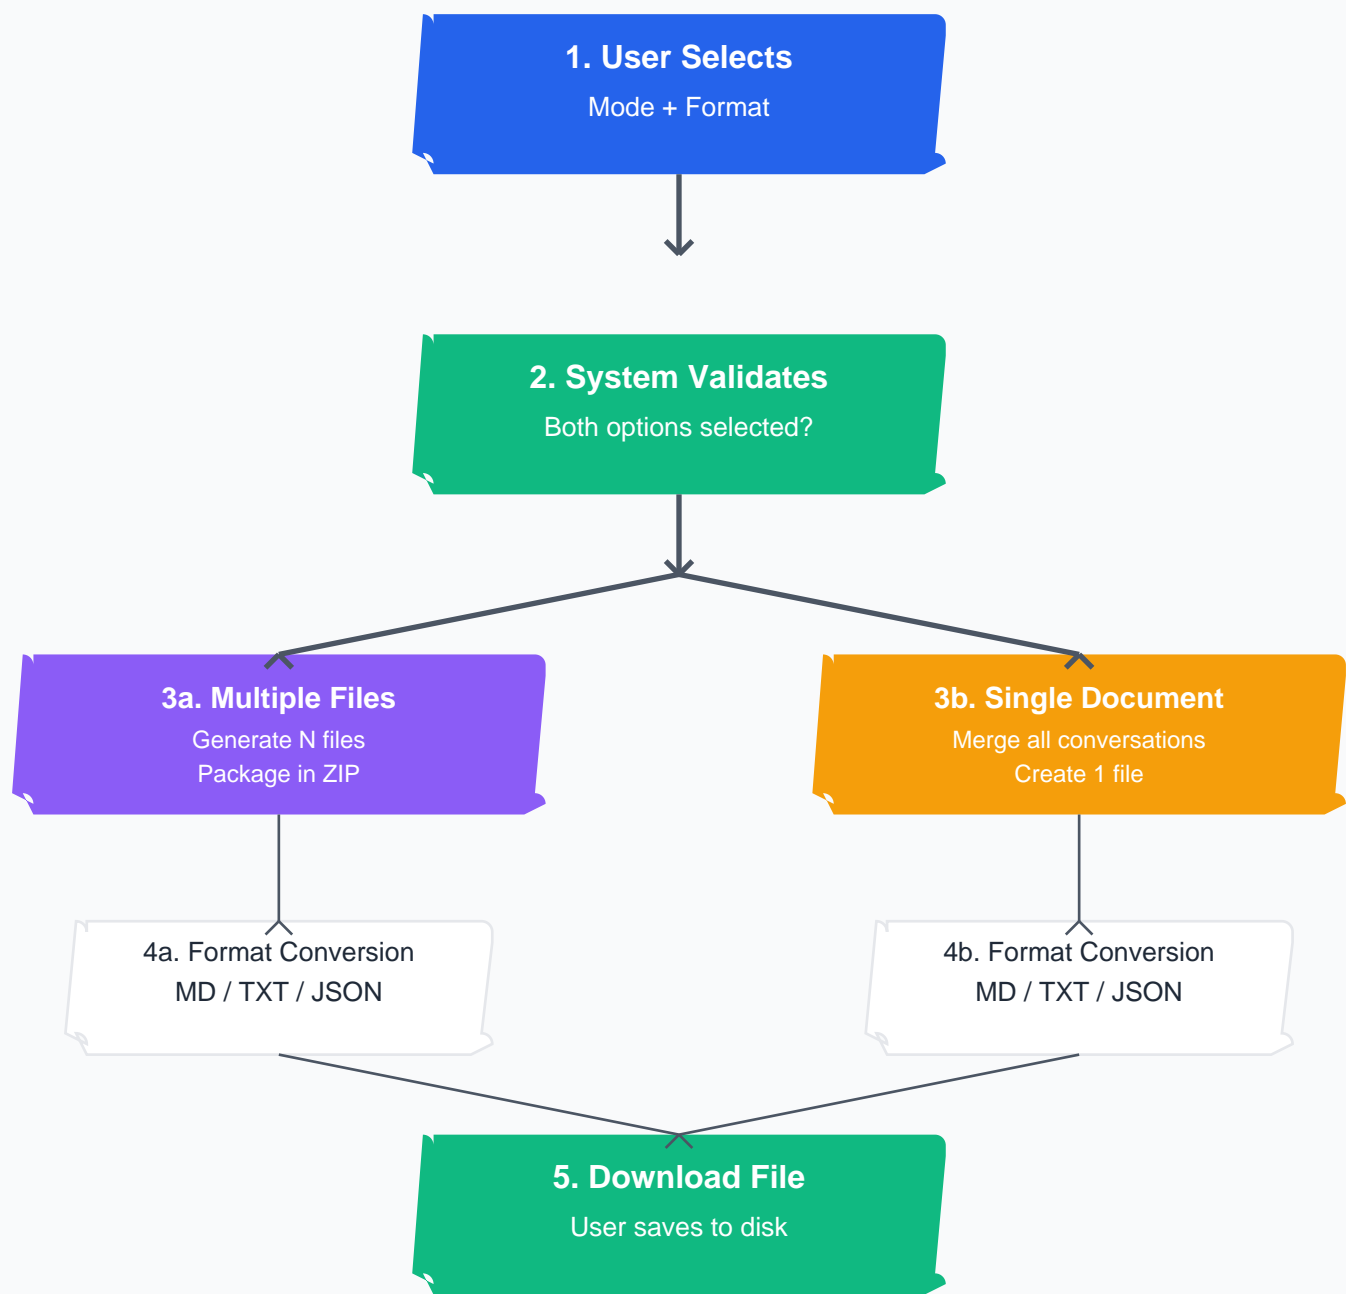 1. User Selects
Mode + Format
2. System Validates
Both options selected?
3a. Multiple Files
Generate N files
Package in ZIP
3b. Single Document
Merge all conversations
Create 1 file
4a. Format Conversion
MD / TXT / JSON
4b. Format Conversion
MD / TXT / JSON
5. Download File
User saves to disk